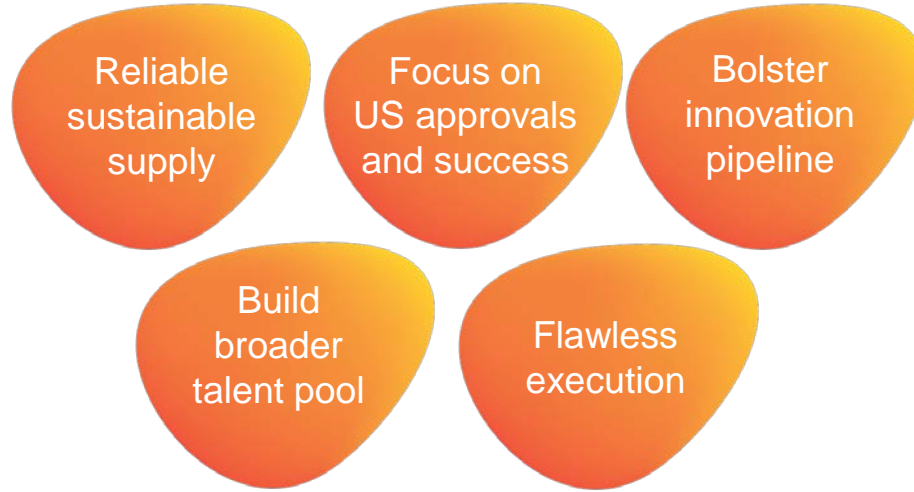 Reliable
sustainable
supply
Focus on
US approvals
and success
Bolster
innovation
pipeline
Build
broader
talent pool
Flawless
execution